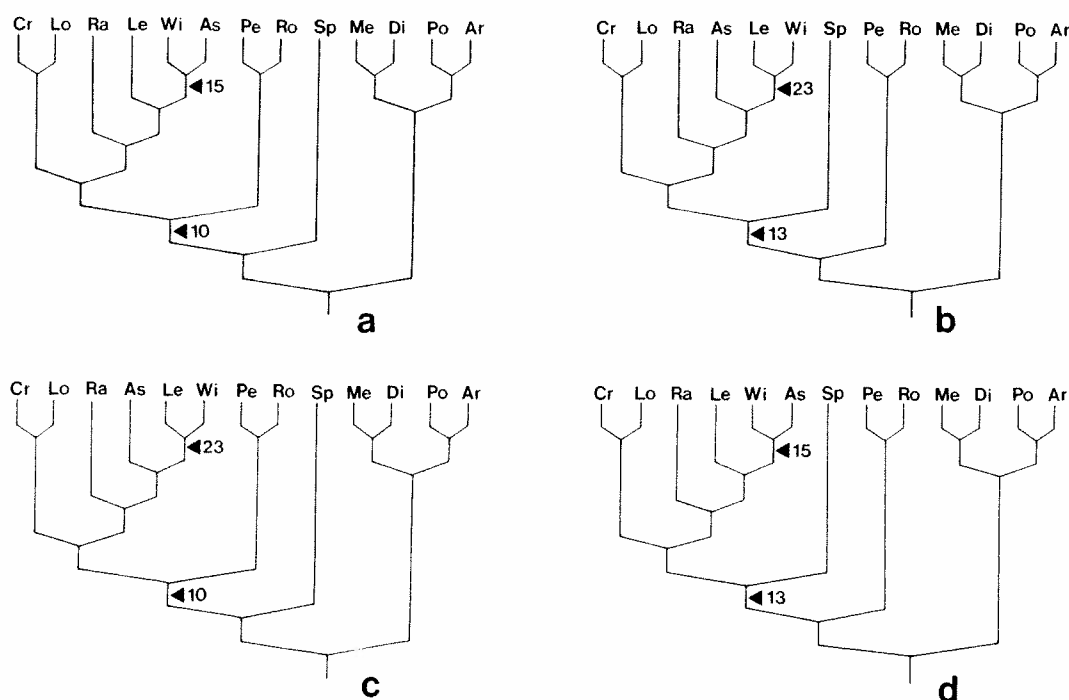 Cr Lo Ra Le Wi As Pe Ro Sp Me Di Po Ar
15
10
a
Cr Lo Ra As Le Wi Sp Pe Ro Me Di Po Ar
23
13
b
Cr Lo Ra As Le Wi Pe Ro Sp Me Di Po Ar
23
10
c
Cr Lo Ra Le Wi As Sp Pe Ro Me Di Po Ar
15
13
d